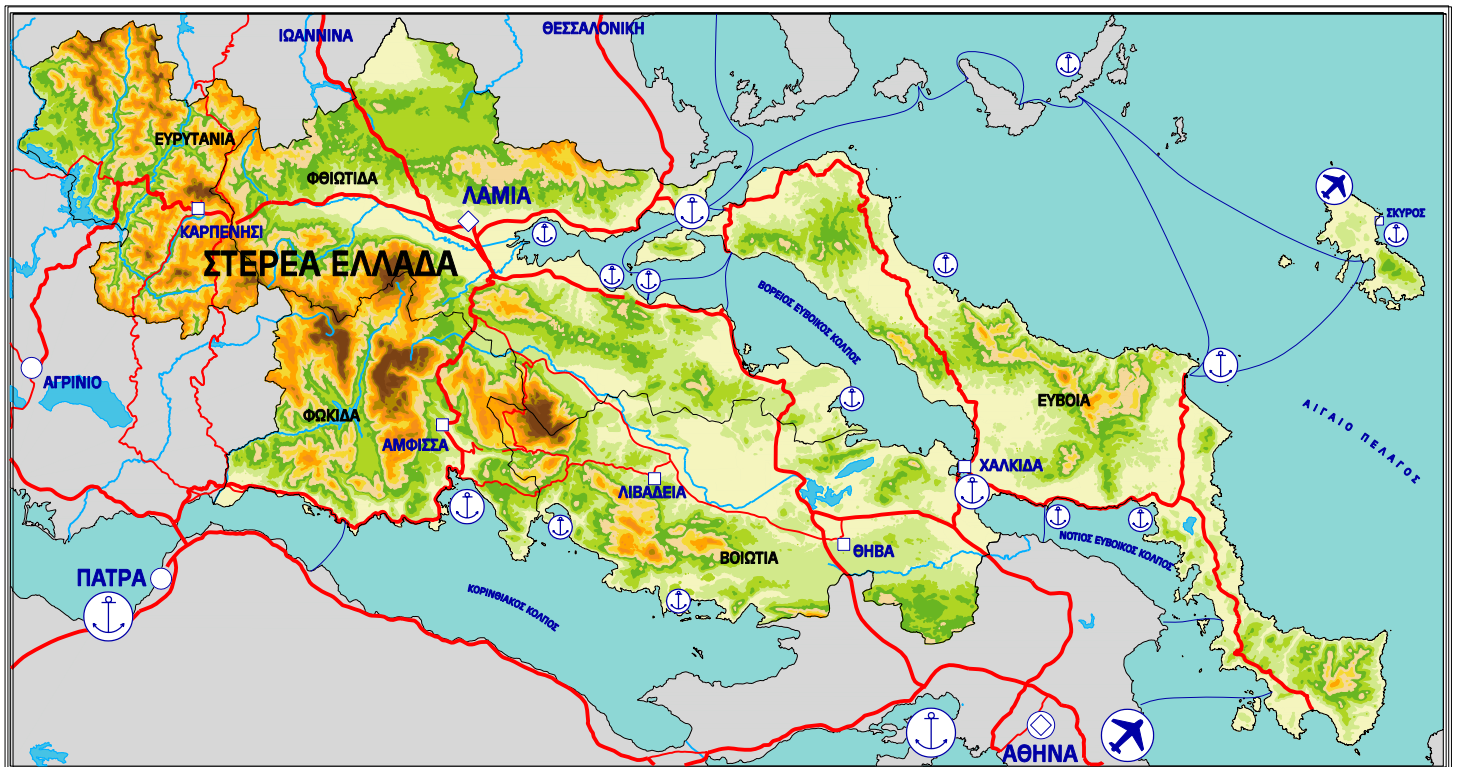 ΙΩΑΝΝΙΝΑ
ΘΕΣΣΑΛΟΝΙΚΗ
ΕΥΡΥΤΑΝΙΑ
ΦΘΙΩΤΙΔΑ
ΛΑΜΙΑ
ΣΚΥΡΟΣ
ΚΑΡΠΕΝΗΣΙ
ΣΤΕΡΕΑ ΕΛΛΑΔΑ
ΒΟΡΕΙΟΣ ΕΥΒΟΙΚΟΣ ΚΟΛΠΟΣ
ΑΓΡΙΝΙΟ
ΕΥΒΟΙΑ
ΦΩΚΙΔΑ
ΑΙΓΑΙΟ ΠΕΛΑΓΟΣ
ΑΜΦΙΣΣΑ
ΧΑΛΚΙΔΑ
ΛΙΒΑΔΕΙΑ
ΝΟΤΙΟΣ ΕΥΒΟΙΚΟΣ ΚΟΛΠΟΣ
ΘΗΒΑ
ΒΟΙΩΤΙΑ
ΠΑΤΡΑ
ΚΟΡΙΝΘΙΑΚΟΣ ΚΟΛΠΟΣ
ΑΘΗΝΑ